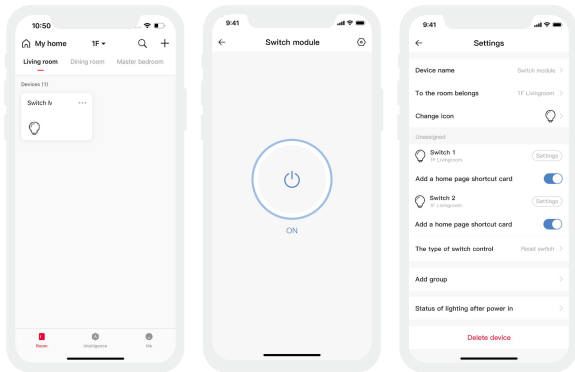 10:50
My home 1F
Living room Dining room Master bedroom
Devices (1)
Switch M
Room Intelligence Me
9:41
Switch module
ON
9:41
Settings
Device name Switch module
To the room belongs 1F Livingroom
Change icon
Unassigned
Switch 1
1F Livingroom
Settings
Add a home page shortcut card
Switch 2
1F Livingroom
Settings
Add a home page shortcut card
The type of switch control Reset switch
Add group
Status of lighting after power in
Delete device